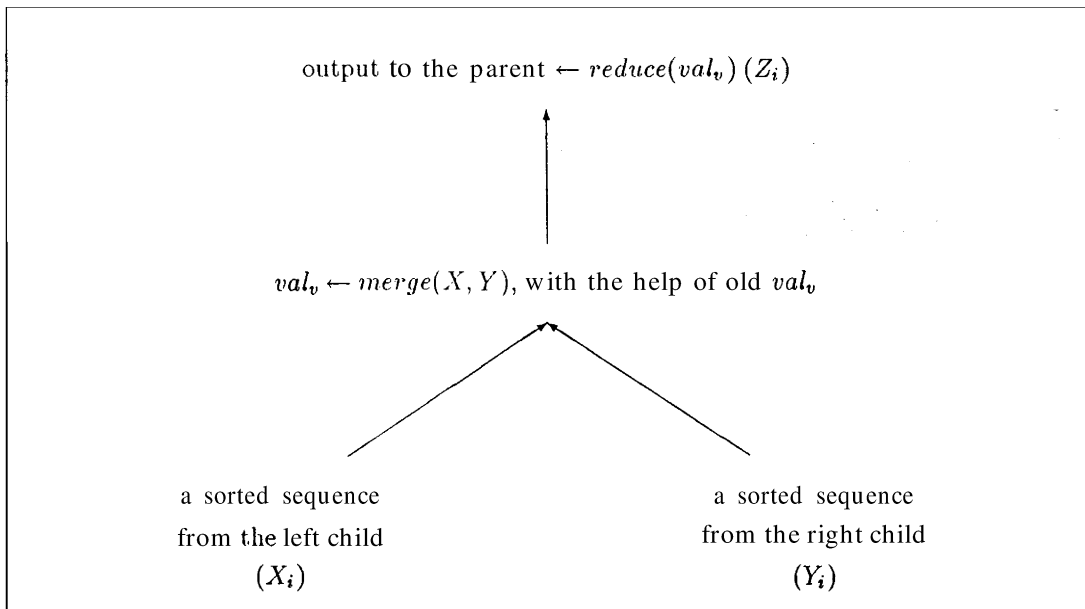 output to the parent ← reduce(val_v) (Z_i)
val_v ← merge(X, Y), with the help of old val_v
a sorted sequence
from the left child
(X_i)
a sorted sequence
from the right child
(Y_i)